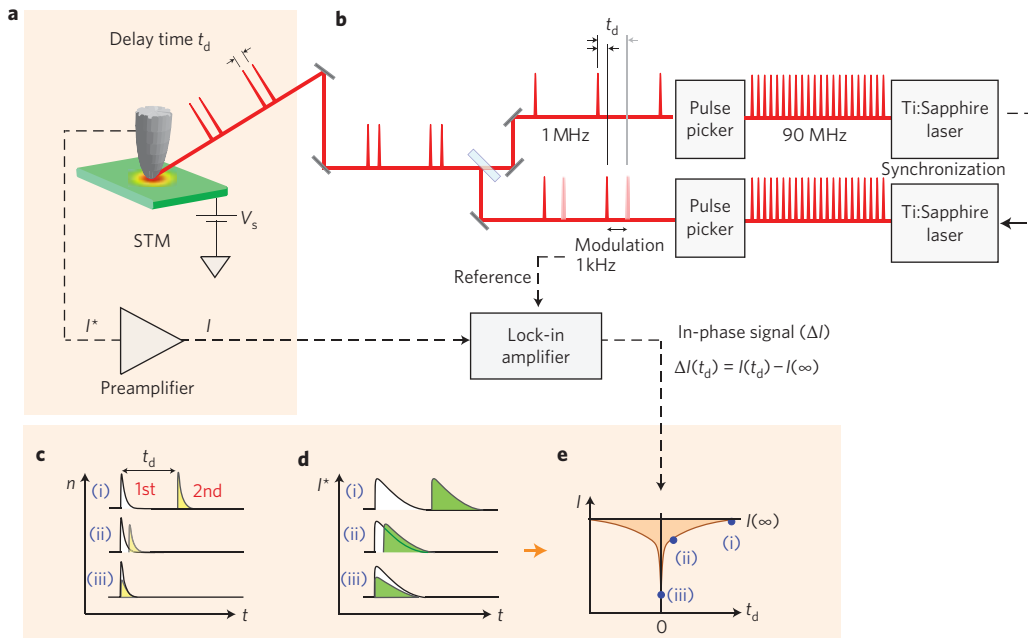 a
Delay time t_d
V_s
STM
I*
I
Preamplifier
b
t_d
1 MHz
Pulse
picker
90 MHz
Ti:Sapphire
laser
Synchronization
Pulse
picker
Ti:Sapphire
laser
Modulation
1 kHz
Reference
Lock-in
amplifier
In-phase signal (ΔI)
ΔI(t_d) = I(t_d) – I(∞)
c
n
t_d
(i)
1st
2nd
(ii)
(iii)
t
d
I*
(i)
(ii)
(iii)
t
e
I
I(∞)
(i)
(ii)
(iii)
0
t_d